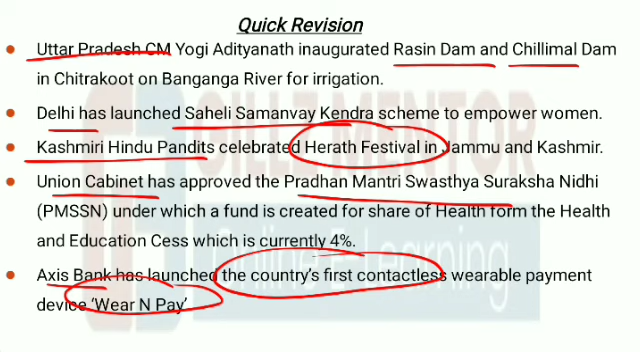 Quick Revision
• Uttar Pradesh CM Yogi Adityanath inaugurated Rasin Dam and Chillimal Dam
in Chitrakoot on Banganga River for irrigation.
• Delhi has launched Saheli Samanvay Kendra scheme to empower women.
• Kashmiri Hindu Pandits celebrated Herath Festival in Jammu and Kashmir.
• Union Cabinet has approved the Pradhan Mantri Swasthya Suraksha Nidhi
(PMSSN) under which a fund is created for share of Health form the Health
and Education Cess which is currently 4%.
• Axis Bank has launched the country's first contactless wearable payment
device 'Wear N Pay'